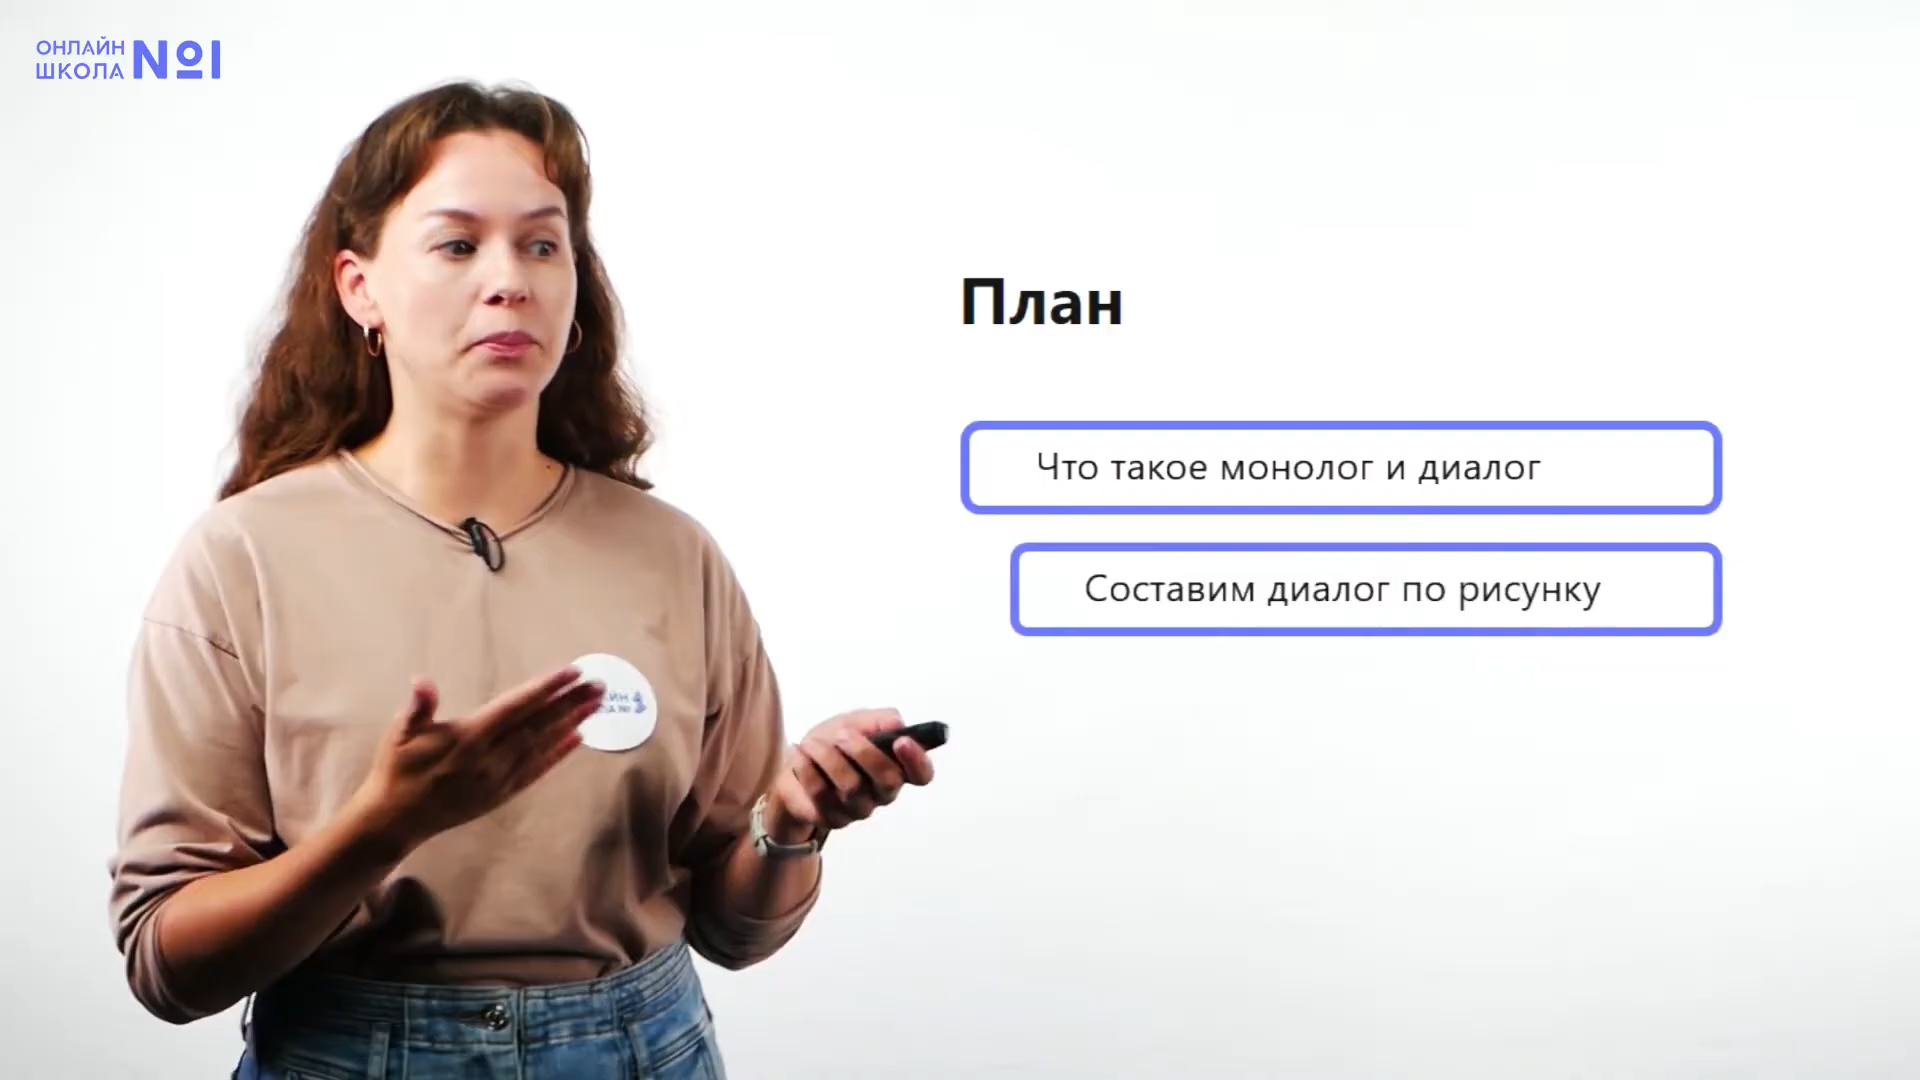 ОНЛАЙН
ШКОЛА №1
План
Что такое монолог и диалог
Составим диалог по рисунку